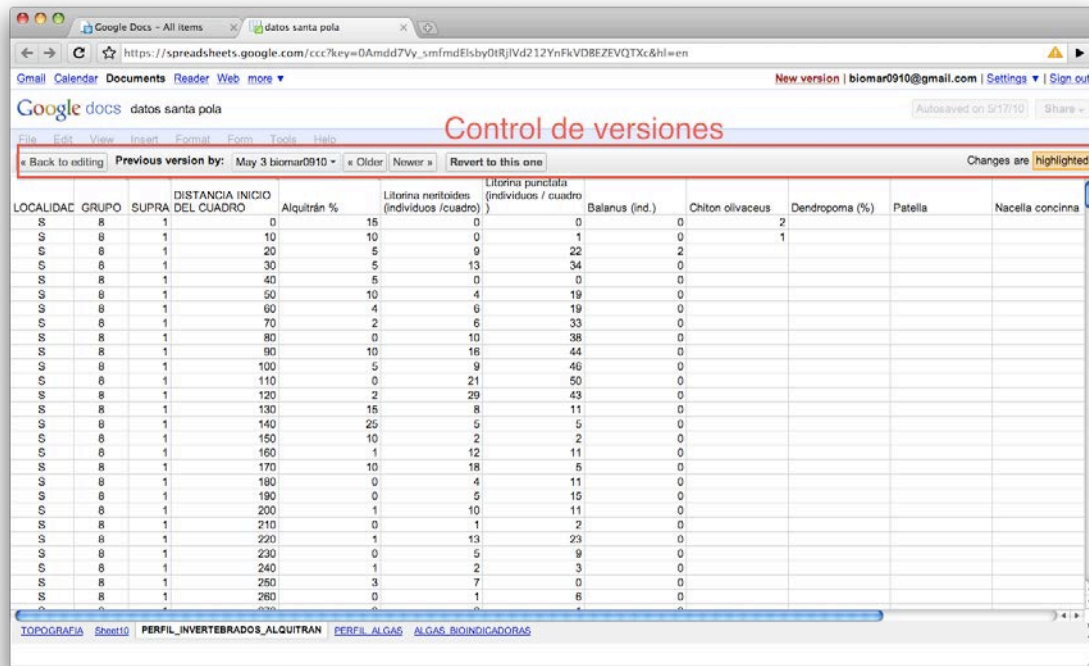 Google Docs - All items
datos santa pola
https://spreadsheets.google.com/ccc?key=0Amdd7Vy_smfmdElsby0tRjlVd212YnFkVDBEZEVQTXc&hl=en
Gmail Calendar Documents Reader Web more ▼ New version | biomar0910@gmail.com | Settings ▼ | Sign out
Google docs datos santa pola Autosaved on 5/17/10 Share
File Edit View Insert Format Form Tools Help
Control de versiones
« Back to editing Previous version by: May 3 biomar0910 « Older Newer » Revert to this one Changes are highlighted
LOCALIDAD GRUPO SUPRA DISTANCIA INICIO DEL CUADRO Alquitrán % Litorina neritoides (individuos /cuadro) Litorina punctata (individuos / cuadro ) Balanus (ind.) Chiton olivaceus Dendropoma (%) Patella Nacella concinna
S 8 1 0 15 0 0 0 2
S 8 1 10 10 0 1 0 1
S 8 1 20 5 9 22 2
S 8 1 30 5 13 34 0
S 8 1 40 5 0 0 0
S 8 1 50 10 4 19 0
S 8 1 60 4 6 19 0
S 8 1 70 2 6 33 0
S 8 1 80 0 10 38 0
S 8 1 90 10 16 44 0
S 8 1 100 5 9 46 0
S 8 1 110 0 21 50 0
S 8 1 120 2 29 43 0
S 8 1 130 15 8 11 0
S 8 1 140 25 5 5 0
S 8 1 150 10 2 2 0
S 8 1 160 1 12 11 0
S 8 1 170 10 18 5 0
S 8 1 180 0 4 11 0
S 8 1 190 0 5 15 0
S 8 1 200 1 10 11 0
S 8 1 210 0 1 2 0
S 8 1 220 1 13 23 0
S 8 1 230 0 5 9 0
S 8 1 240 1 2 3 0
S 8 1 250 3 7 0 0
S 8 1 260 0 1 6 0
TOPOGRAFIA Sheet10 PERFIL_INVERTEBRADOS_ALQUITRAN PERFIL_ALGAS ALGAS_BIOINDICADORAS